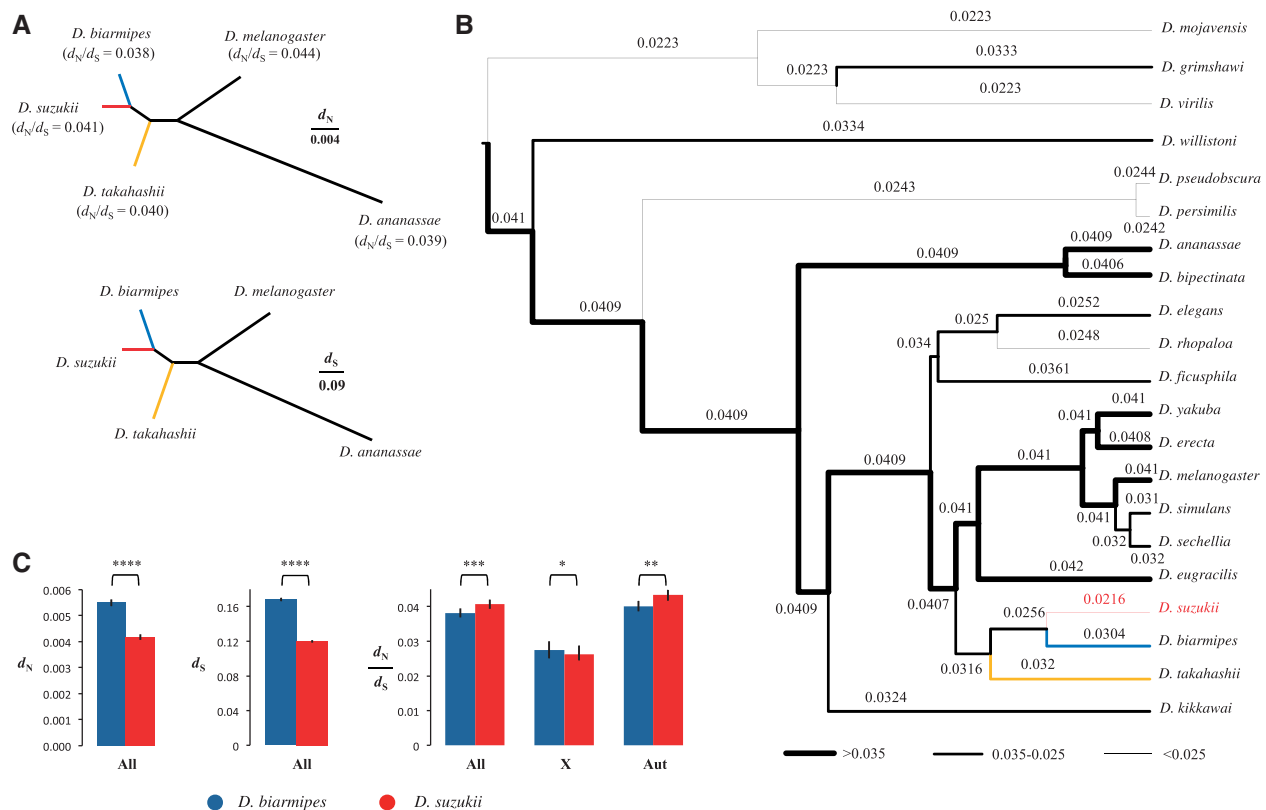 A
D. biarmipes
(dN/dS = 0.038)
D. melanogaster
(dN/dS = 0.044)
D. suzukii
(dN/dS = 0.041)
dN
0.004
D. takahashii
(dN/dS = 0.040)
D. ananassae
(dN/dS = 0.039)
D. biarmipes
D. melanogaster
D. suzukii
dS
0.09
D. takahashii
D. ananassae
B
0.0223
D. mojavensis
0.0223
0.0333
0.0223
D. grimshawi
0.0223
D. virilis
0.0334
D. willistoni
0.0244
D. pseudobscura
0.0243
D. persimilis
0.0242
0.041
0.0409
D. ananassae
0.0409
0.0406
D. bipectinata
0.0409
0.0252
D. elegans
0.025
0.0248
D. rhopaloa
0.034
0.0361
D. ficusphila
0.0409
0.041
D. yakuba
0.041
0.0408
D. erecta
0.0409
0.041
0.041
D. melanogaster
0.031
D. simulans
0.041
0.041
0.032
D. sechellia
0.032
0.042
D. eugracilis
0.0409
0.0407
0.0216
D. suzukii
0.0256
0.0304
D. biarmipes
0.0316
0.032
D. takahashii
0.0324
D. kikkawai
>0.035
0.035-0.025
<0.025
C
****
0.006
0.005
0.004
dN
0.003
0.002
0.001
0.000
All
****
0.16
0.12
dS
0.08
0.04
0
All
***
*
**
0.04
0.03
dN
dS
0.02
0.01
0
All
X
Aut
D. biarmipes
D. suzukii